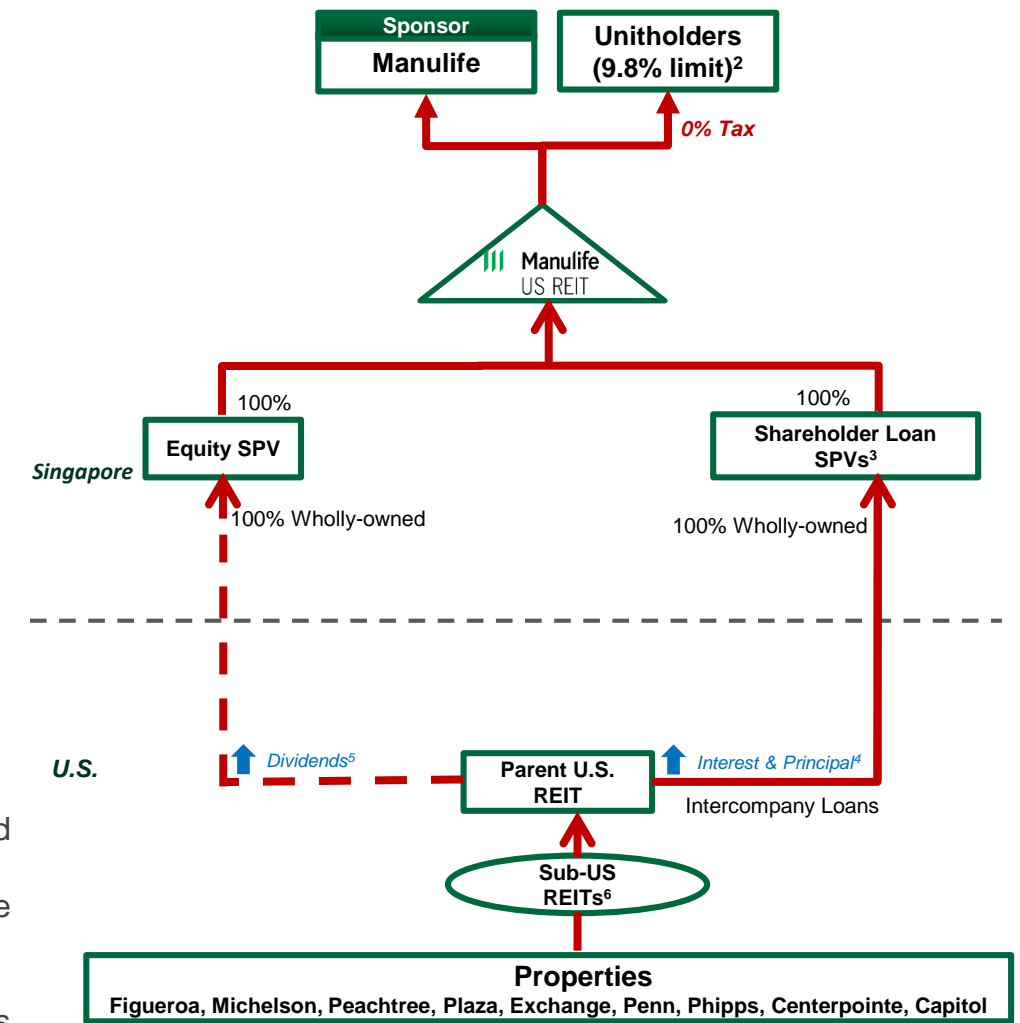 Sponsor
Manulife
Unitholders
(9.8% limit)2
0% Tax
Manulife
US REIT
100%
100%
Equity SPV
Shareholder Loan
SPVs3
Singapore
100% Wholly-owned
100% Wholly-owned
U.S.
Dividends5
Parent U.S.
REIT
Interest & Principal4
Intercompany Loans
d
Sub-US
REITs6
e
Properties
Figueroa, Michelson, Peachtree, Plaza, Exchange, Penn, Phipps, Centerpointe, Capitol
s